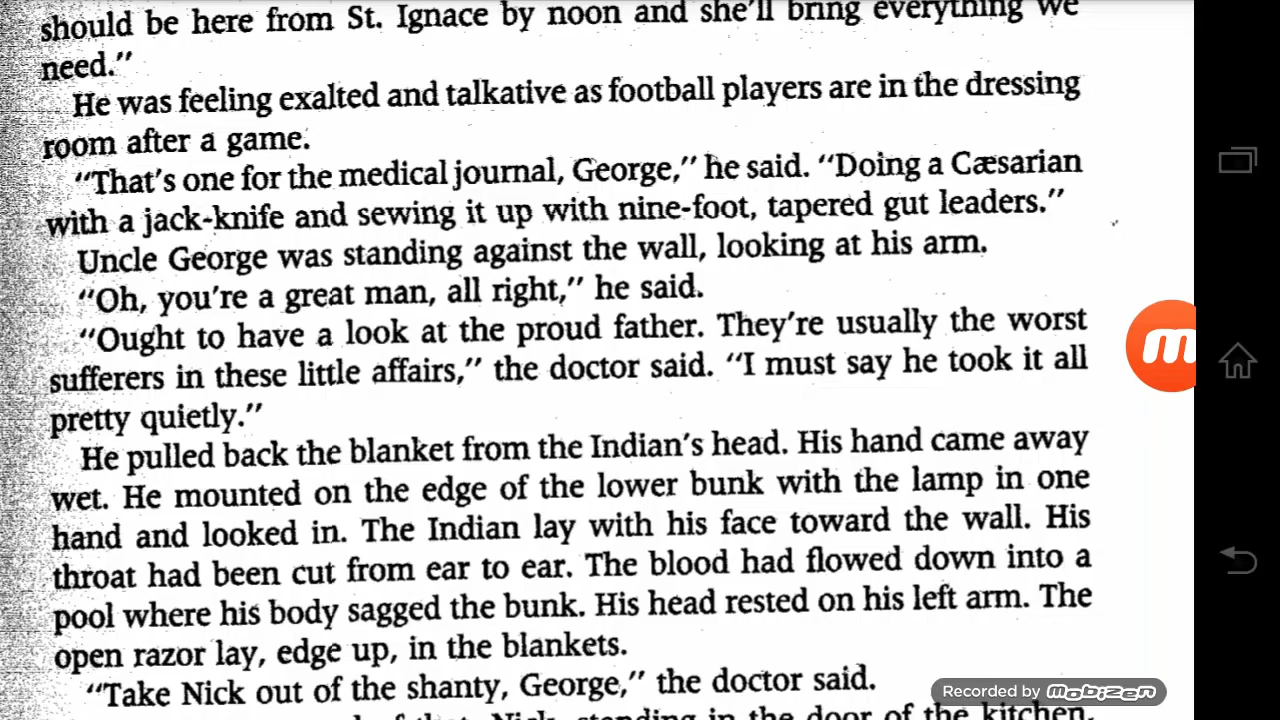 should be here from St. Ignace by noon and she'll bring everything we
need."
He was feeling exalted and talkative as football players are in the dressing
room after a game.
"That's one for the medical journal, George," he said. "Doing a Cæsarian
with a jack-knife and sewing it up with nine-foot, tapered gut leaders."
Uncle George was standing against the wall, looking at his arm.
"Oh, you're a great man, all right," he said.
"Ought to have a look at the proud father. They're usually the worst
sufferers in these little affairs," the doctor said. "I must say he took it all
pretty quietly."
He pulled back the blanket from the Indian's head. His hand came away
wet. He mounted on the edge of the lower bunk with the lamp in one
hand and looked in. The Indian lay with his face toward the wall. His
throat had been cut from ear to ear. The blood had flowed down into a
pool where his body sagged the bunk. His head rested on his left arm. The
open razor lay, edge up, in the blankets.
"Take Nick out of the shanty, George," the doctor said.
of that. Nick, standing in the door of the kitchen,
Recorded by mobizen